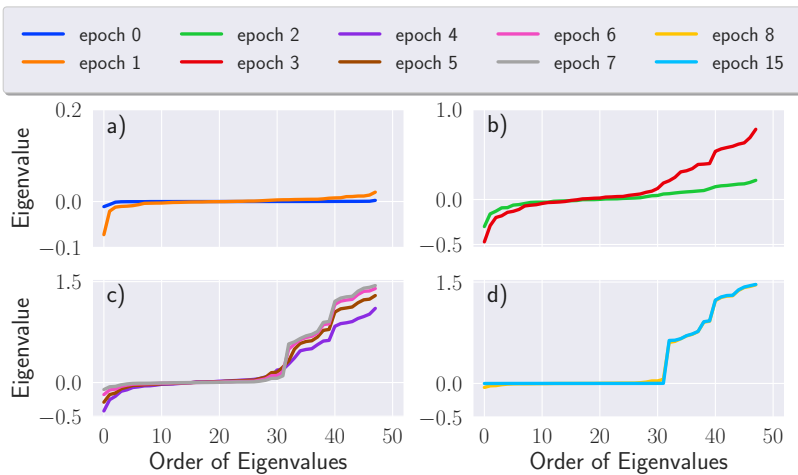 epoch 0 epoch 2 epoch 4 epoch 6 epoch 8
epoch 1 epoch 3 epoch 5 epoch 7 epoch 15
0.2
0.0
−0.1
Eigenvalue
a)
1.0
0.0
−0.5
b)
1.5
0.0
−0.5
Eigenvalue
c)
0 10 20 30 40 50
Order of Eigenvalues
1.5
0.0
−0.5
d)
0 10 20 30 40 50
Order of Eigenvalues